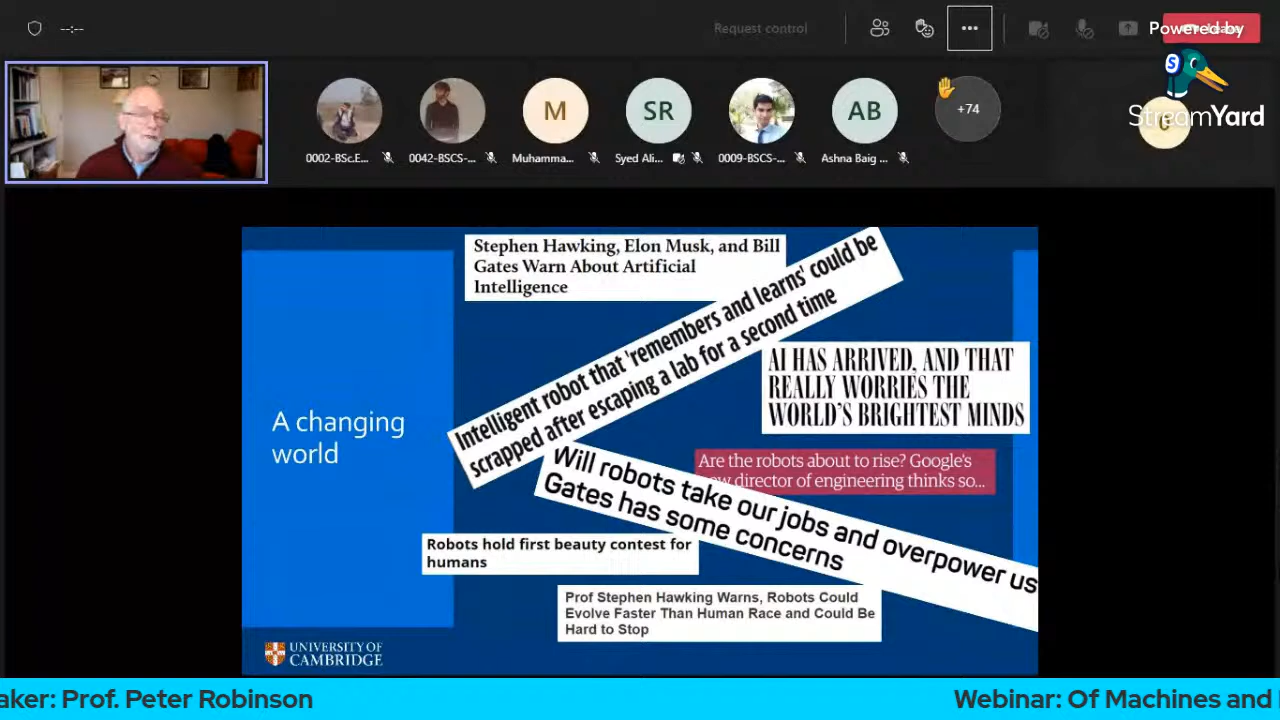 --:--
Request control
Powered by
StreamYard
M
SR
AB
+74
0002-BSc.E...
0042-BSCS-...
Muhamma...
Syed Ali...
0009-BSCS-...
Ashna Baig ...
Stephen Hawking, Elon Musk, and Bill
Gates Warn About Artificial
Intelligence
Intelligent robot that 'remembers and learns' could be
scrapped after escaping a lab for a second time
AI HAS ARRIVED, AND THAT
REALLY WORRIES THE
WORLD'S BRIGHTEST MINDS
A changing
world
Are the robots about to rise? Google's
director of engineering thinks so...
Will robots take our jobs and overpower us
Gates has some concerns
Robots hold first beauty contest for
humans
Prof Stephen Hawking Warns, Robots Could
Evolve Faster Than Human Race and Could Be
Hard to Stop
UNIVERSITY OF
CAMBRIDGE
aker: Prof. Peter Robinson
Webinar: Of Machines and